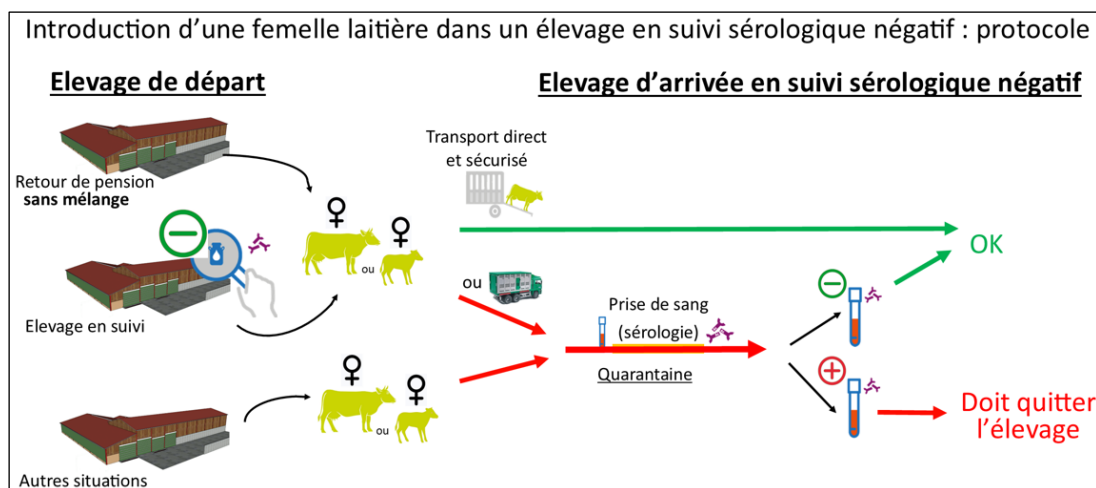 Introduction d'une femelle laitière dans un élevage en suivi sérologique négatif : protocole
Elevage de départ
Elevage d'arrivée en suivi sérologique négatif
Retour de pension
sans mélange
Transport direct
et sécurisé
ou
OK
Elevage en suivi
ou
Prise de sang
(sérologie)
Quarantaine
ou
Autres situations
Doit quitter
l'élevage